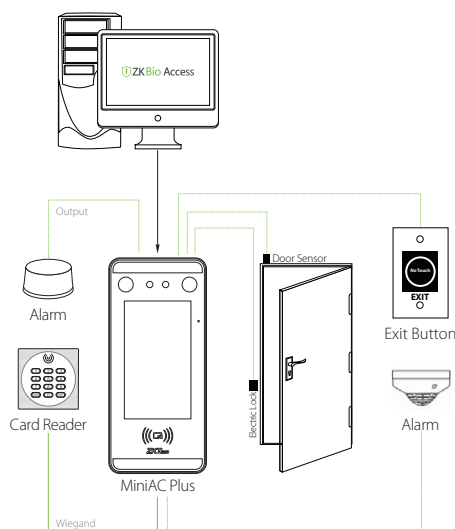 ZKBio Access
Output
Door Sensor
Alarm
No Touch
EXIT
Exit Button
Electric Lock
Card Reader
ZKTeco
MiniAC Plus
Alarm
Wiegand